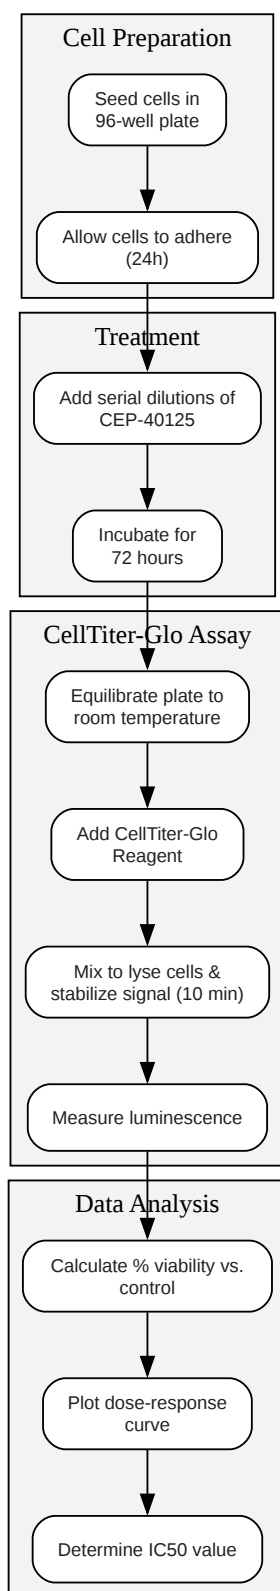 Cell Preparation
Seed cells in
96-well plate
Allow cells to adhere
(24h)
Treatment
Add serial dilutions of
CEP-40125
Incubate for
72 hours
CellTiter-Glo Assay
Equilibrate plate to
room temperature
Add CellTiter-Glo
Reagent
Mix to lyse cells &
stabilize signal (10 min)
Measure luminescence
Data Analysis
Calculate % viability vs.
control
Plot dose-response
curve
Determine IC50 value